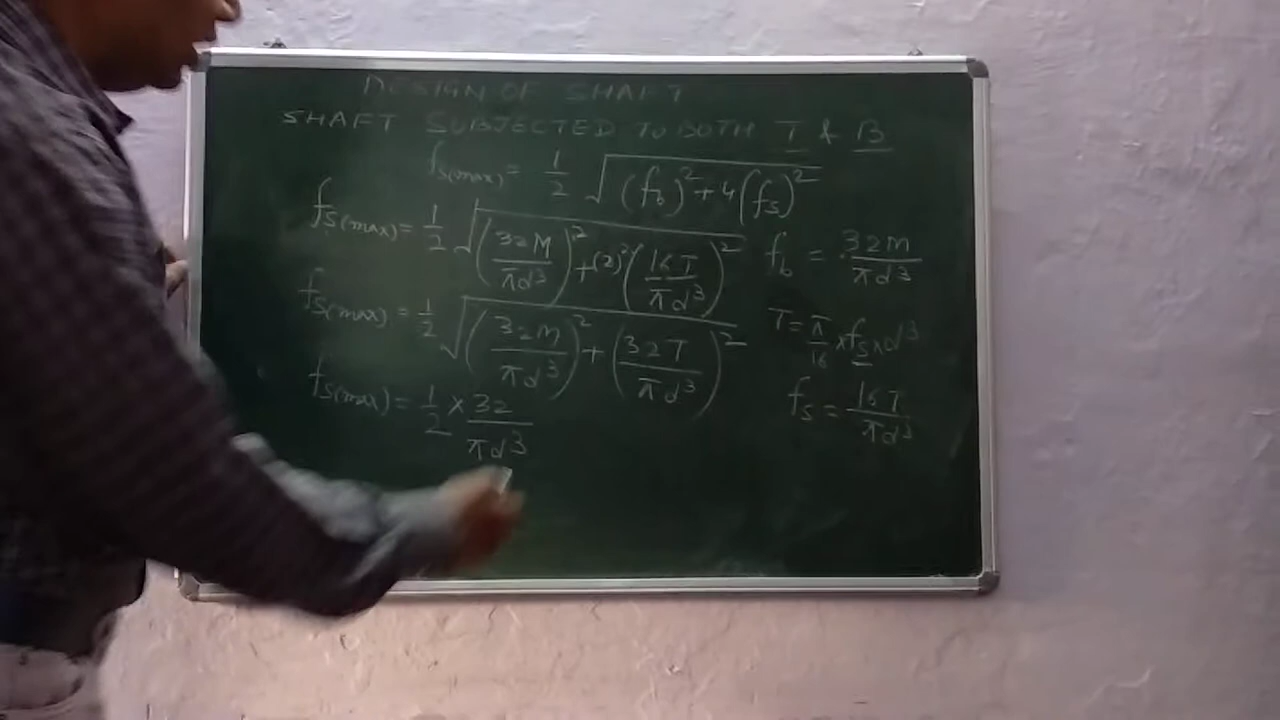 DESIGN OF SHAFT
SHAFT SUBJECTED TO BOTH T & B
fs(max) = 1/2 √((fb)² + 4(fs)²)
fs(max) = 1/2 √((32M/πd³)² + (2)²(16T/πd³)²)
fb = 32M/πd³
fs(max) = 1/2 √((32M/πd³)² + (32T/πd³)²)
T = π/16 × fs × d³
fs(max) = 1/2 × 32/πd³
fs = 16T/πd³